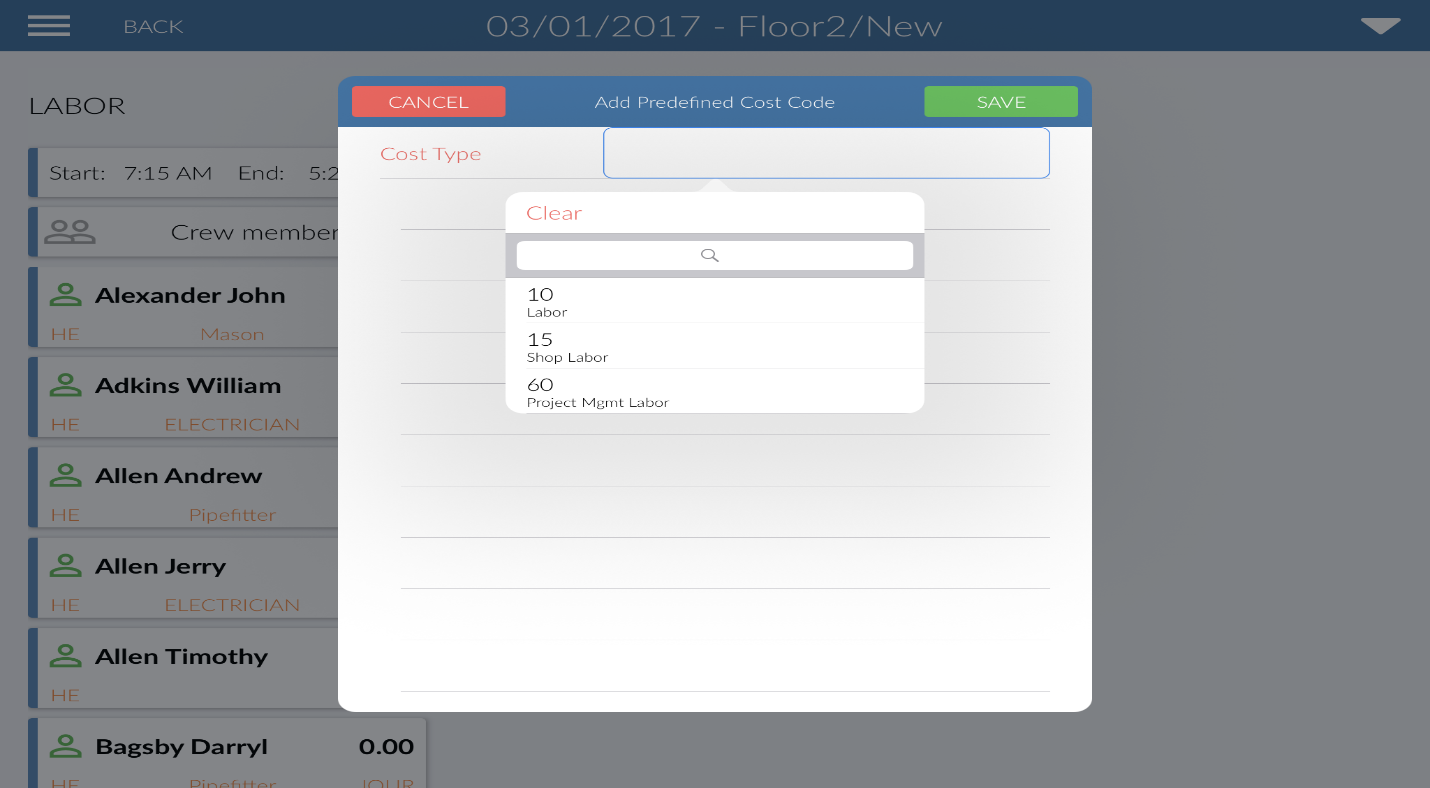 BACK
03/01/2017 - Floor2/New
LABOR
CANCEL
Add Predefined Cost Code
SAVE
Cost Type
Start: 7:15 AM End: 5:2
Clear
Crew member
10
Labor
15
Shop Labor
60
Project Mgmt Labor
Alexander John
HE Mason
Adkins William
HE ELECTRICIAN
Allen Andrew
HE Pipefitter
Allen Jerry
HE ELECTRICIAN
Allen Timothy
HE
Bagsby Darryl 0.00
HE Pipefitter JOUR